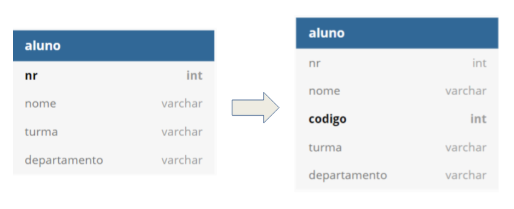 aluno
nr int
nome varchar
turma varchar
departamento varchar
aluno
nr int
nome varchar
codigo int
turma varchar
departamento varchar